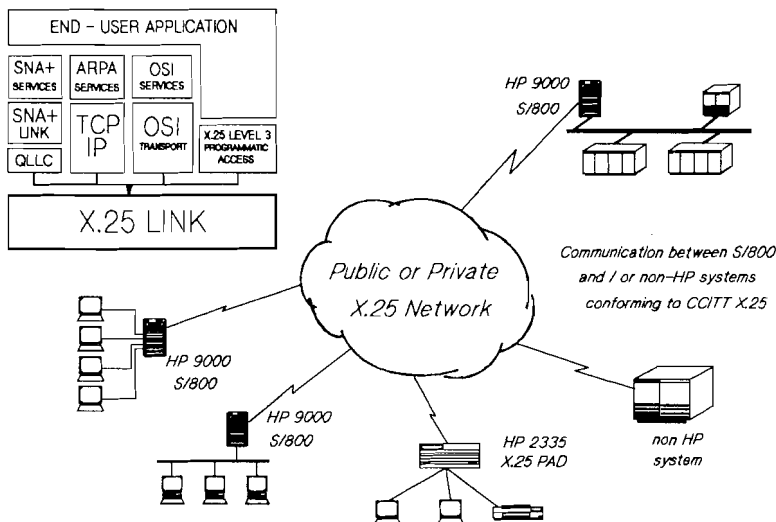 END - USER APPLICATION
SNA+
SERVICES
ARPA
SERVICES
OSI
SERVICES
SNA+
LINK
QLLC
TCP
IP
OSI
TRANSPORT
X.25 LEVEL 3
PROGRAMMATIC
ACCESS
X.25 LINK
HP 9000
S/800
Public or Private
X.25 Network
Communication between S/800
and / or non-HP systems
conforming to CCITT X.25
HP 9000
S/800
HP 9000
S/800
HP 2335
X.25 PAD
non HP
system